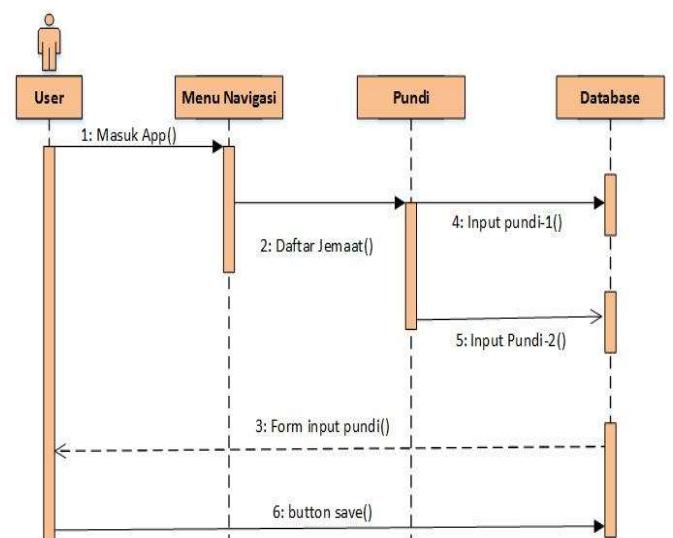 User
Menu Navigasi
Pundi
Database
1: Masuk App()
2: Daftar Jemaat()
4: Input pundi-1()
5: Input Pundi-2()
3: Form input pundi()
6: button save()